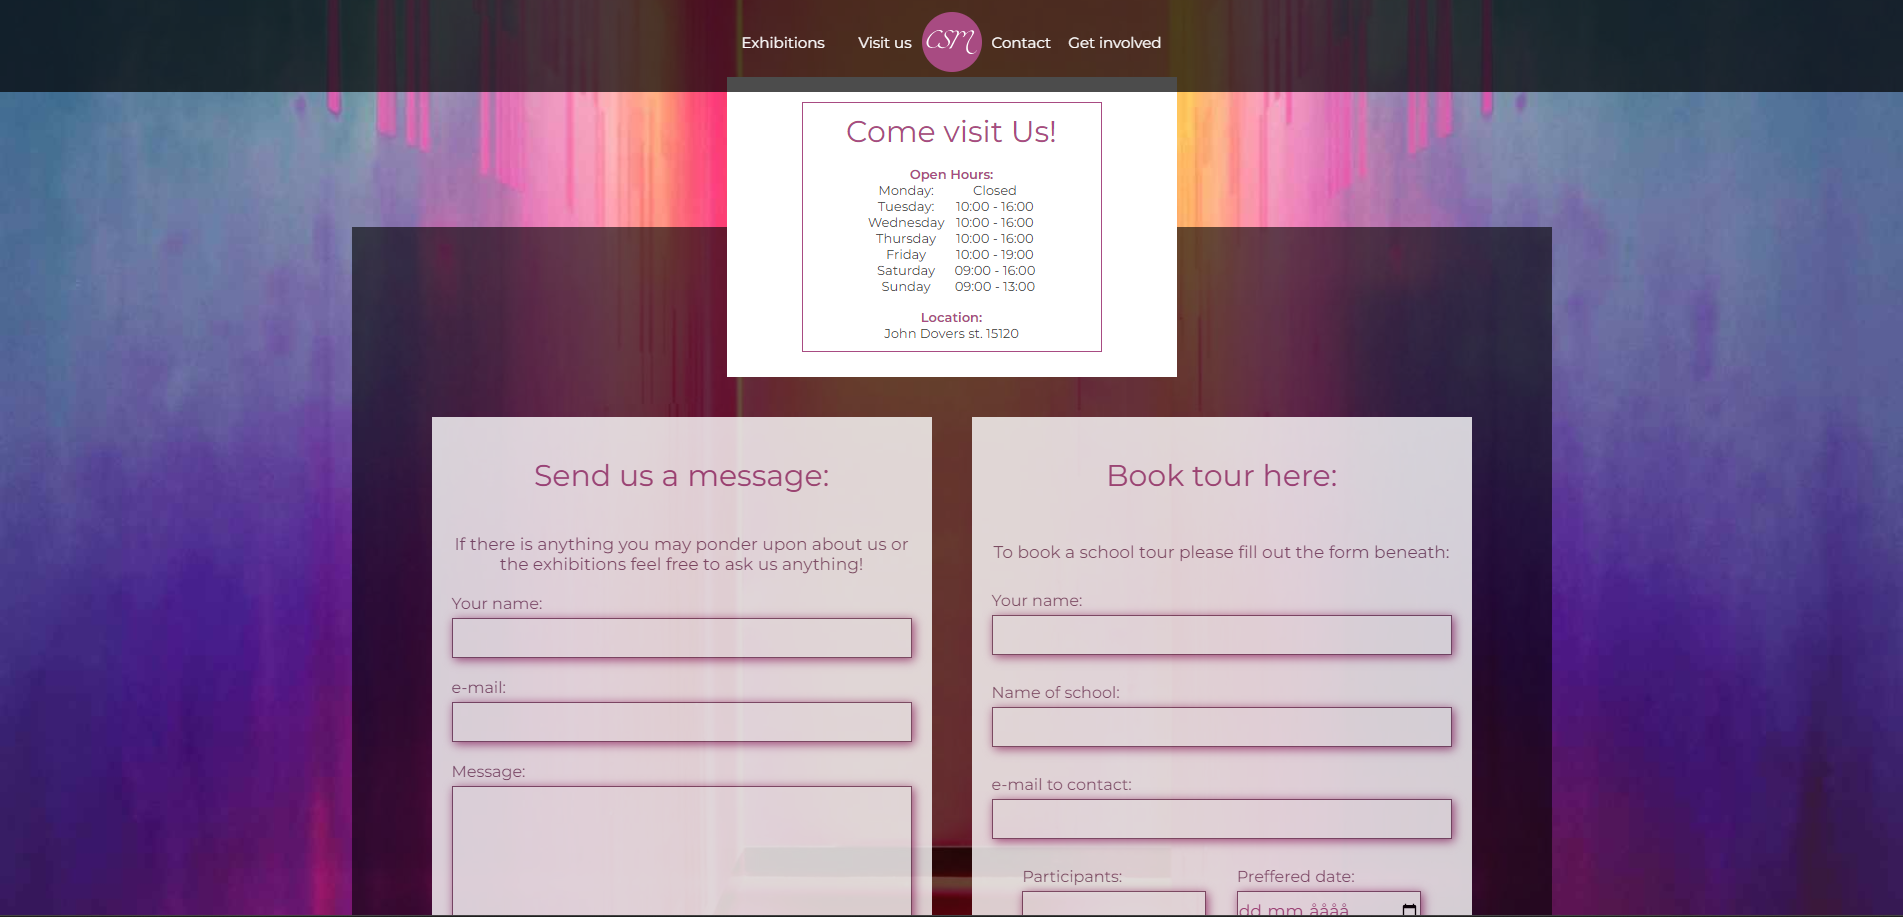 Exhibitions Visit us CSM Contact Get involved
Come visit Us!
Open Hours:
Monday: Closed
Tuesday: 10:00 - 16:00
Wednesday 10:00 - 16:00
Thursday 10:00 - 16:00
Friday 10:00 - 19:00
Saturday 09:00 - 16:00
Sunday 09:00 - 13:00
Location:
John Dovers st. 15120
Send us a message:
If there is anything you may ponder upon about us or
the exhibitions feel free to ask us anything!
Your name:
e-mail:
Message:
Book tour here:
To book a school tour please fill out the form beneath:
Your name:
Name of school:
e-mail to contact:
Participants: Preffered date:
dd.mm.åååå